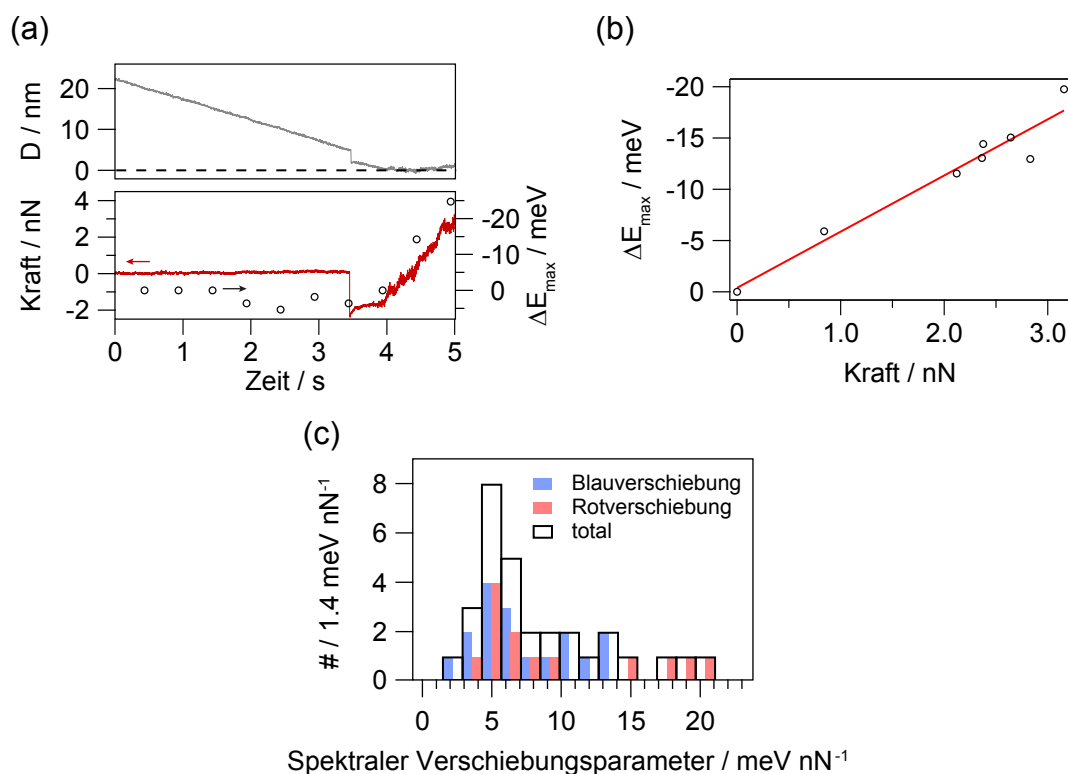 (a)
D / nm
20
10
0
Kraft / nN
4
2
0
-2
-20
-10
0
ΔE_max / meV
0 1 2 3 4 5
Zeit / s
(b)
ΔE_max / meV
-20
-15
-10
-5
0
0 1.0 2.0 3.0
Kraft / nN
(c)
# / 1.4 meV nN⁻¹
8
6
4
2
0
Blauverschiebung
Rotverschiebung
total
0 5 10 15 20
Spektraler Verschiebungsparameter / meV nN⁻¹